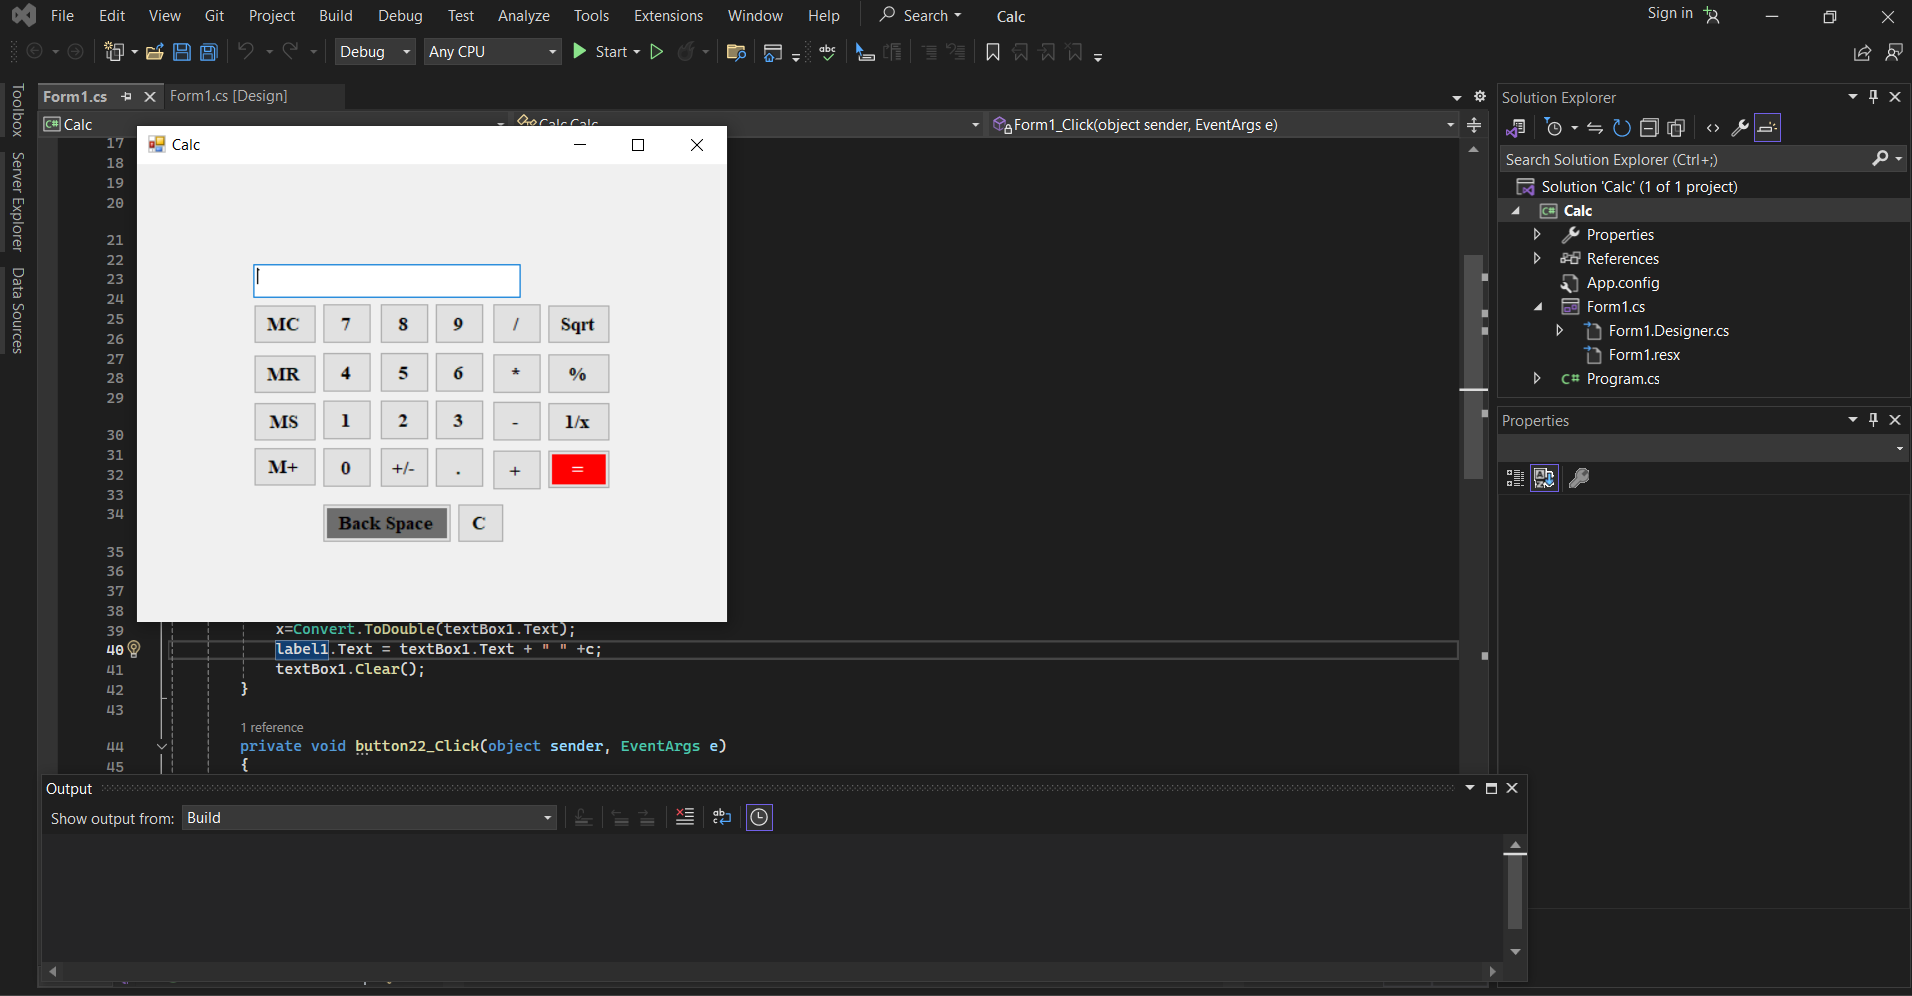 File Edit View Git Project Build Debug Test Analyze Tools Extensions Window Help Search Calc Sign in
Debug Any CPU Start abc
Toolbox
Server Explorer
Data Sources
Form1.cs Form1.cs [Design]
C# Calc Calc.Calc Form1_Click(object sender, EventArgs e)
17
18
19
20
21
22
23
24
25
26
27
28
29
30
31
32
33
34
35
36
37
38
Calc
MC 7 8 9 / Sqrt
MR 4 5 6 * %
MS 1 2 3 - 1/x
M+ 0 +/- . + =
Back Space C
39 x=Convert.ToDouble(textBox1.Text);
40 label1.Text = textBox1.Text + " " +c;
41 textBox1.Clear();
42 }
43
1 reference
44 private void button22_Click(object sender, EventArgs e)
45 {
Output
Show output from: Build
Solution Explorer
Search Solution Explorer (Ctrl+;)
Solution 'Calc' (1 of 1 project)
C# Calc
Properties
References
App.config
Form1.cs
Form1.Designer.cs
Form1.resx
C# Program.cs
Properties